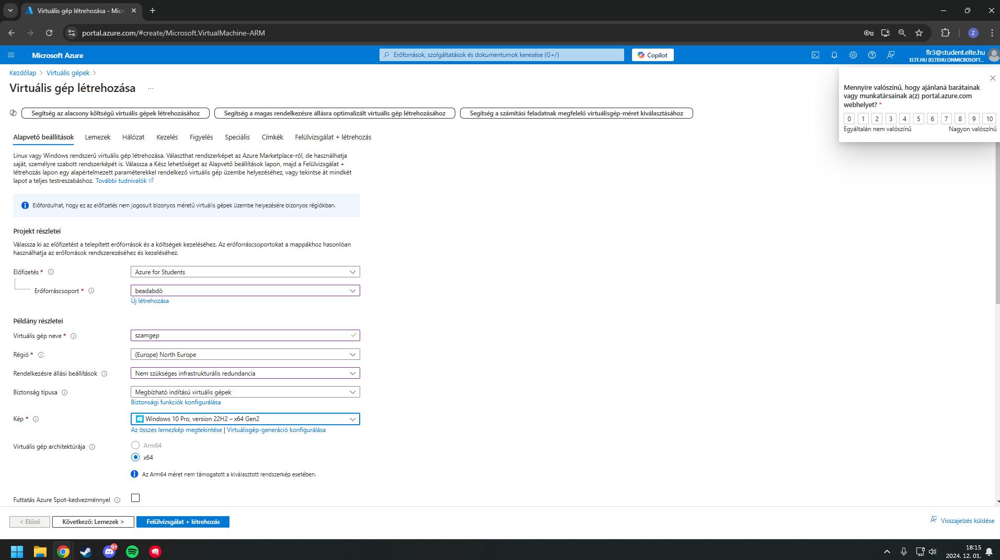 Virtuális gép létrehozása - Micr
portal.azure.com/#create/Microsoft.VirtualMachine-ARM
Z
Microsoft Azure
Erőforrások, szolgáltatások és dokumentumok keresése (G+/)
Copilot
flr3@student.elte.hu
ELTE.HU (ELTEHU.ONMICROSOFT...
Kezdőlap > Virtuális gépek >
Virtuális gép létrehozása ...
Mennyire valószínű, hogy ajánlaná barátainak
vagy munkatársainak a(z) portal.azure.com
webhelyet? *
0 1 2 3 4 5 6 7 8 9 10
Egyáltalán nem valószínű Nagyon valószínű
Segítség az alacsony költségű virtuális gépek létrehozásához
Segítség a magas rendelkezésre állásra optimalizált virtuális gép létrehozásához
Segítség a számítási feladatnak megfelelő virtuálisgép-méret kiválasztásához
Alapvető beállítások Lemezek Hálózat Kezelés Figyelés Speciális Címkék Felülvizsgálat + létrehozás
Linux vagy Windows rendszerű virtuális gép létrehozása. Választhat rendszerképet az Azure Marketplace-ről, de használhatja
saját, személyre szabott rendszerképét is. Válassza a Kész lehetőséget az Alapvető beállítások lapon, majd a Felülvizsgálat +
létrehozás lapon egy alapértelmezett paraméterekkel rendelkező virtuális gép üzembe helyezéséhez, vagy tekintse át mindkét
lapot a teljes testreszabáshoz. További tudnivalók
Előfordulhat, hogy ez az előfizetés nem jogosult bizonyos méretű virtuális gépek üzembe helyezésére bizonyos régiókban.
Projekt részletei
Válassza ki az előfizetést a telepített erőforrások és a költségek kezeléséhez. Az erőforráscsoportokat a mappákhoz hasonlóan
használhatja az erőforrások rendszerezéséhez és kezeléséhez.
Előfizetés * Azure for Students
Erőforráscsoport * beadabdó
Új létrehozása
Példány részletei
Virtuális gép neve * szamgep
Régió * (Europe) North Europe
Rendelkezésre állási beállítások Nem szükséges infrastrukturális redundancia
Biztonság típusa Megbízható indítású virtuális gépek
Biztonsági funkciók konfigurálása
Kép * Windows 10 Pro, version 22H2 – x64 Gen2
Az összes lemezkép megtekintése | Virtuálisgép-generáció konfigurálása
Virtuális gép architektúrája Arm64
x64
Az Arm64 méret nem támogatott a kiválasztott rendszerkép esetében.
Futtatás Azure Spot-kedvezménnyel
< Előző Következő: Lemezek > Felülvizsgálat + létrehozás Visszajelzés küldése
9+
18:15
2024. 12. 01.